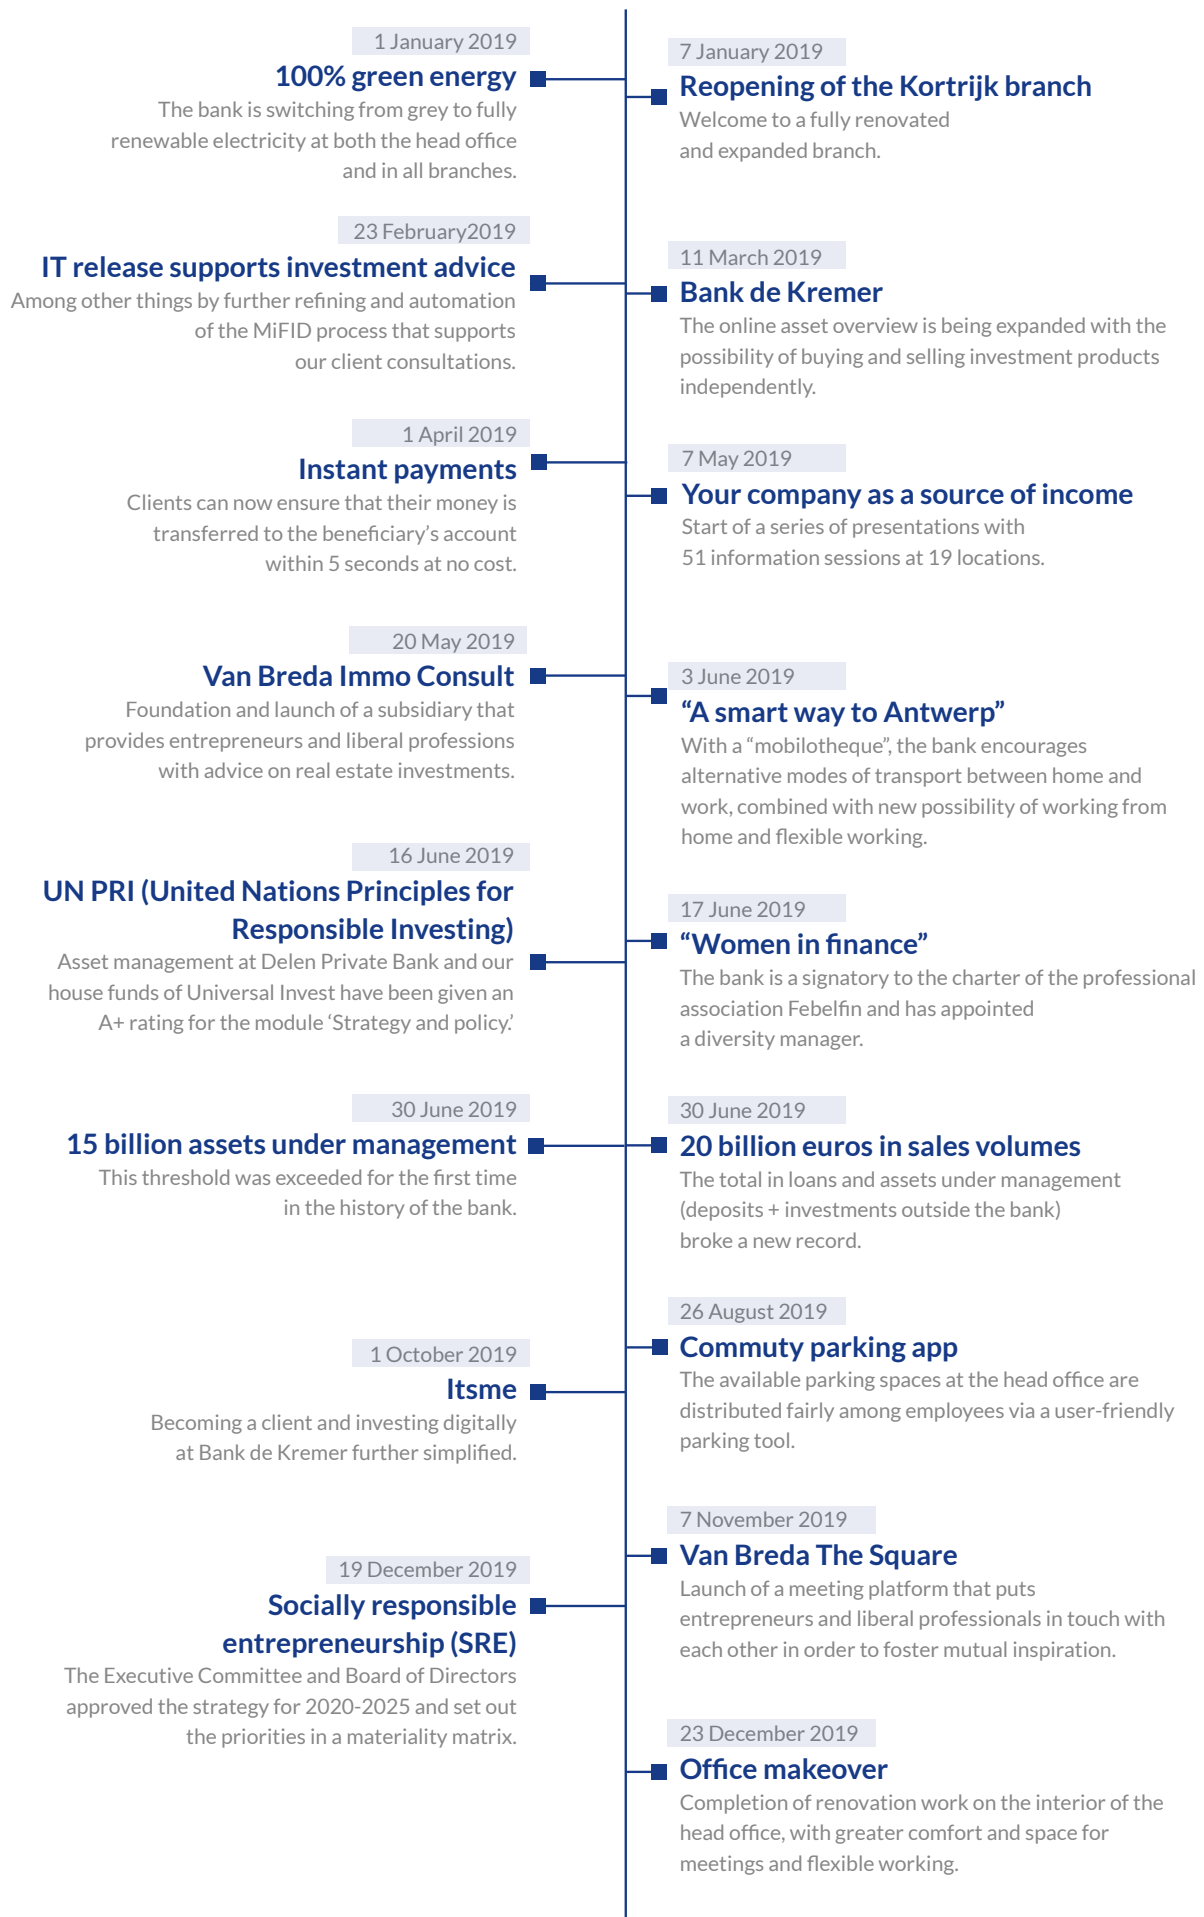 1 January 2019
100% green energy
The bank is switching from grey to fully
renewable electricity at both the head office
and in all branches.
7 January 2019
Reopening of the Kortrijk branch
Welcome to a fully renovated
and expanded branch.
23 February2019
IT release supports investment advice
Among other things by further refining and automation
of the MiFID process that supports
our client consultations.
11 March 2019
Bank de Kremer
The online asset overview is being expanded with the
possibility of buying and selling investment products
independently.
1 April 2019
Instant payments
Clients can now ensure that their money is
transferred to the beneficiary’s account
within 5 seconds at no cost.
7 May 2019
Your company as a source of income
Start of a series of presentations with
51 information sessions at 19 locations.
20 May 2019
Van Breda Immo Consult
Foundation and launch of a subsidiary that
provides entrepreneurs and liberal professions
with advice on real estate investments.
3 June 2019
“A smart way to Antwerp”
With a “mobilotheque”, the bank encourages
alternative modes of transport between home and
work, combined with new possibility of working from
home and flexible working.
16 June 2019
UN PRI (United Nations Principles for
Responsible Investing)
Asset management at Delen Private Bank and our
house funds of Universal Invest have been given an
A+ rating for the module ‘Strategy and policy.’
17 June 2019
“Women in finance”
The bank is a signatory to the charter of the professional
association Febelfin and has appointed
a diversity manager.
30 June 2019
15 billion assets under management
This threshold was exceeded for the first time
in the history of the bank.
30 June 2019
20 billion euros in sales volumes
The total in loans and assets under management
(deposits + investments outside the bank)
broke a new record.
26 August 2019
Commuty parking app
The available parking spaces at the head office are
distributed fairly among employees via a user-friendly
parking tool.
1 October 2019
Itsme
Becoming a client and investing digitally
at Bank de Kremer further simplified.
7 November 2019
Van Breda The Square
Launch of a meeting platform that puts
entrepreneurs and liberal professionals in touch with
each other in order to foster mutual inspiration.
19 December 2019
Socially responsible
entrepreneurship (SRE)
The Executive Committee and Board of Directors
approved the strategy for 2020-2025 and set out
the priorities in a materiality matrix.
23 December 2019
Office makeover
Completion of renovation work on the interior of the
head office, with greater comfort and space for
meetings and flexible working.